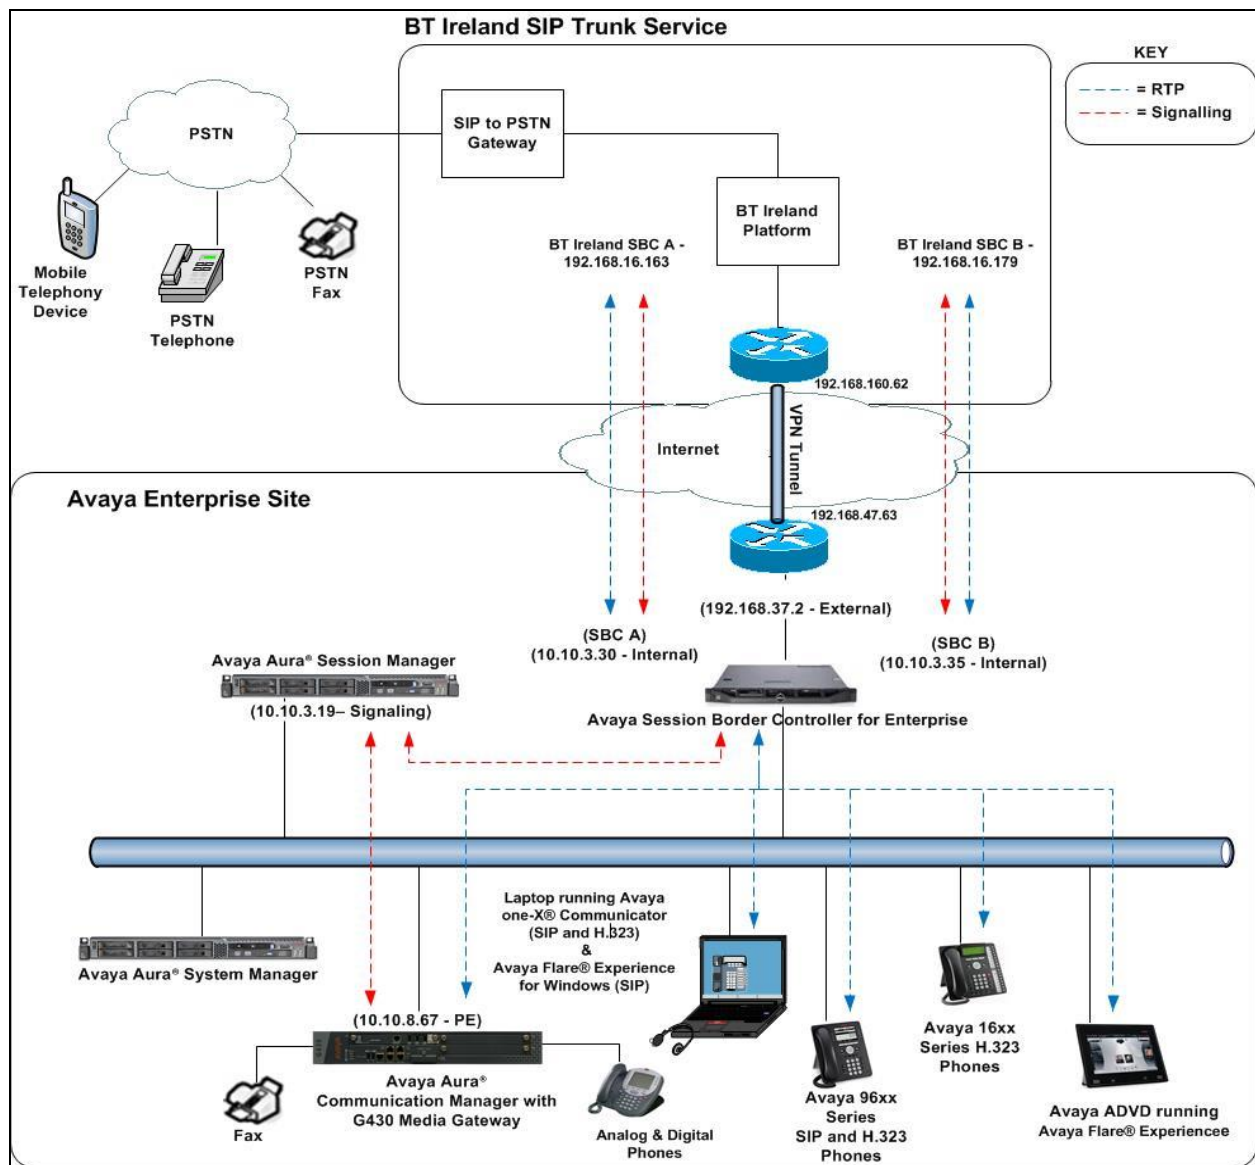 BT Ireland SIP Trunk Service
KEY
= RTP
= Signalling
PSTN
SIP to PSTN
Gateway
BT Ireland
Platform
BT Ireland SBC A -
192.168.16.163
BT Ireland SBC B -
192.168.16.179
Mobile
Telephony
Device
PSTN
Telephone
PSTN
Fax
192.168.160.62
Internet
VPN Tunnel
192.168.47.63
Avaya Enterprise Site
(192.168.37.2 - External)
(SBC A)
(10.10.3.30 - Internal)
(SBC B)
(10.10.3.35 - Internal)
Avaya Aura® Session Manager
(10.10.3.19– Signaling)
Avaya Session Border Controller for Enterprise
Laptop running Avaya
one-X® Communicator
(SIP and H.323)
&
Avaya Flare® Experience
for Windows (SIP)
Avaya Aura® System Manager
(10.10.8.67 - PE)
Avaya Aura®
Communication Manager with
G430 Media Gateway
Fax
Analog & Digital
Phones
Avaya 96xx
Series
SIP and H.323
Phones
Avaya 16xx
Series H.323
Phones
Avaya ADVD running
Avaya Flare® Experiencee